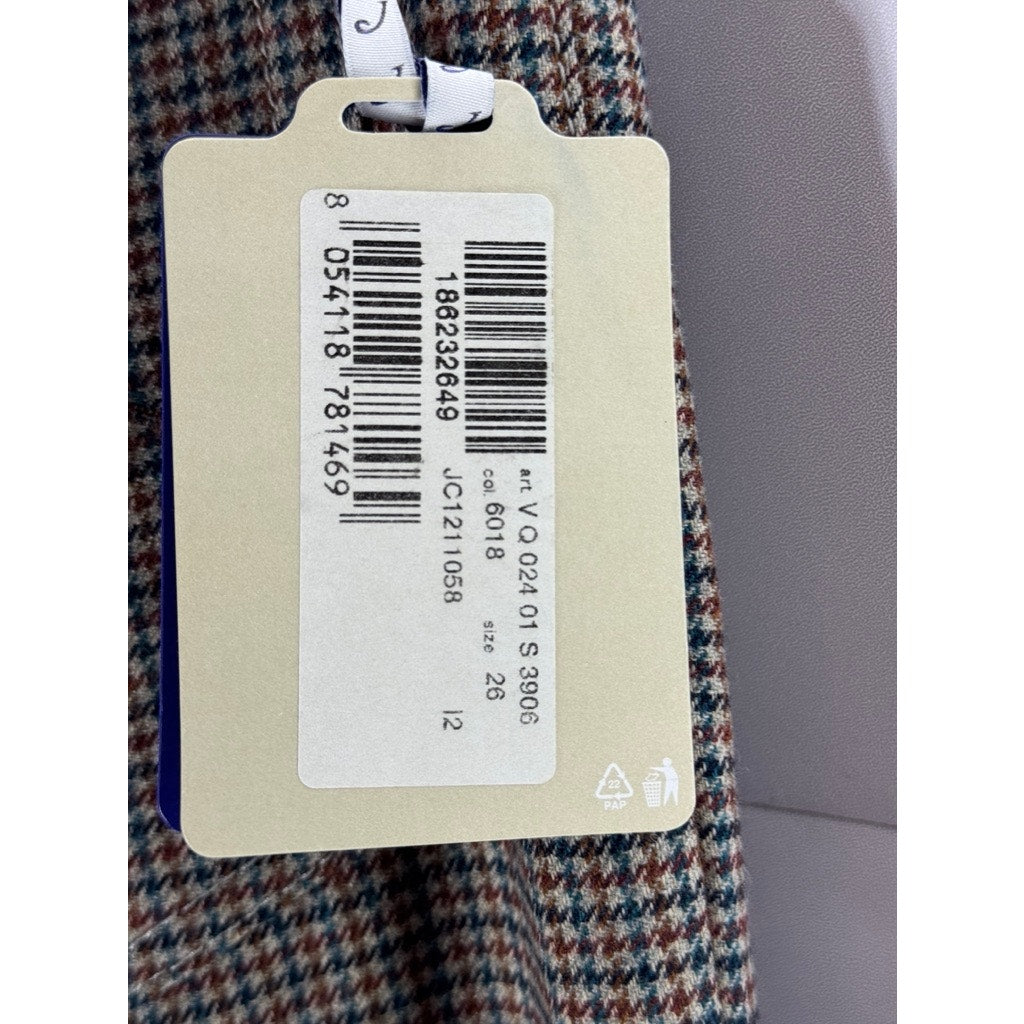 J
art. V Q 024 01 S 3906
col. 6018 size 26
186232649
JC1211058 I2
8 054118 781469
22
PAP